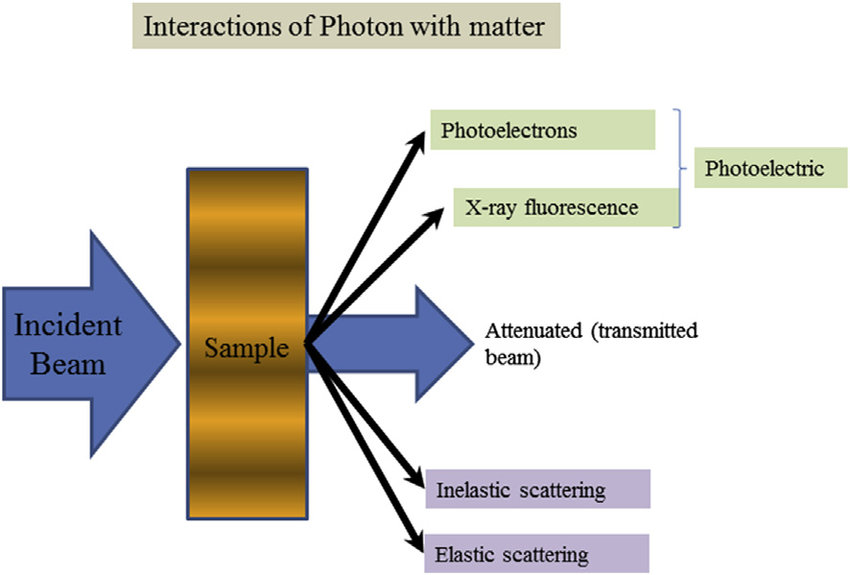 Interactions of Photon with matter
Photoelectrons
Photoelectric
X-ray fluorescence
Incident
Beam
Sample
Attenuated (transmitted
beam)
Inelastic scattering
Elastic scattering